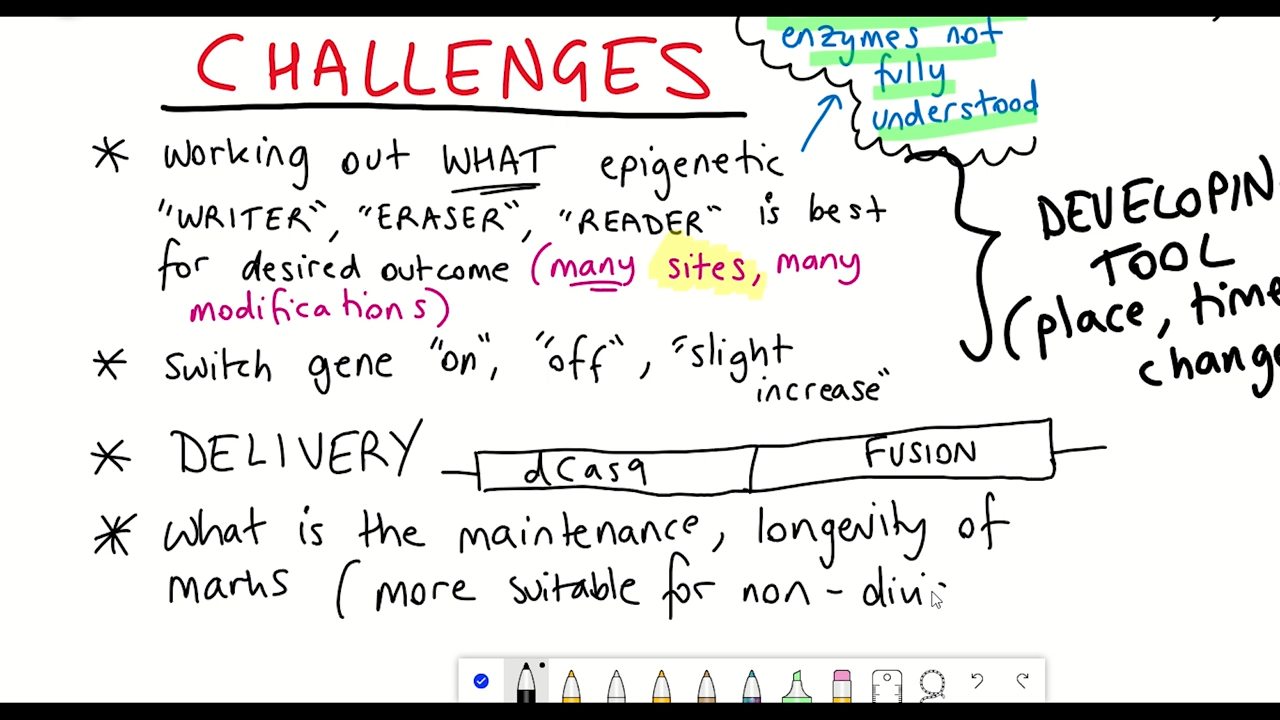 CHALLENGES
* working out WHAT epigenetic
"WRITER", "ERASER", "READER" is best
for desired outcome (many sites, many
modifications)
* switch gene "on", "off", "slight
increase"
* DELIVERY
dCas9 FUSION
* What is the maintenance, longevity of
marks (more suitable for non-divi
enzymes not
fully
understood
DEVELOPIN
TOOL
(place, time
change